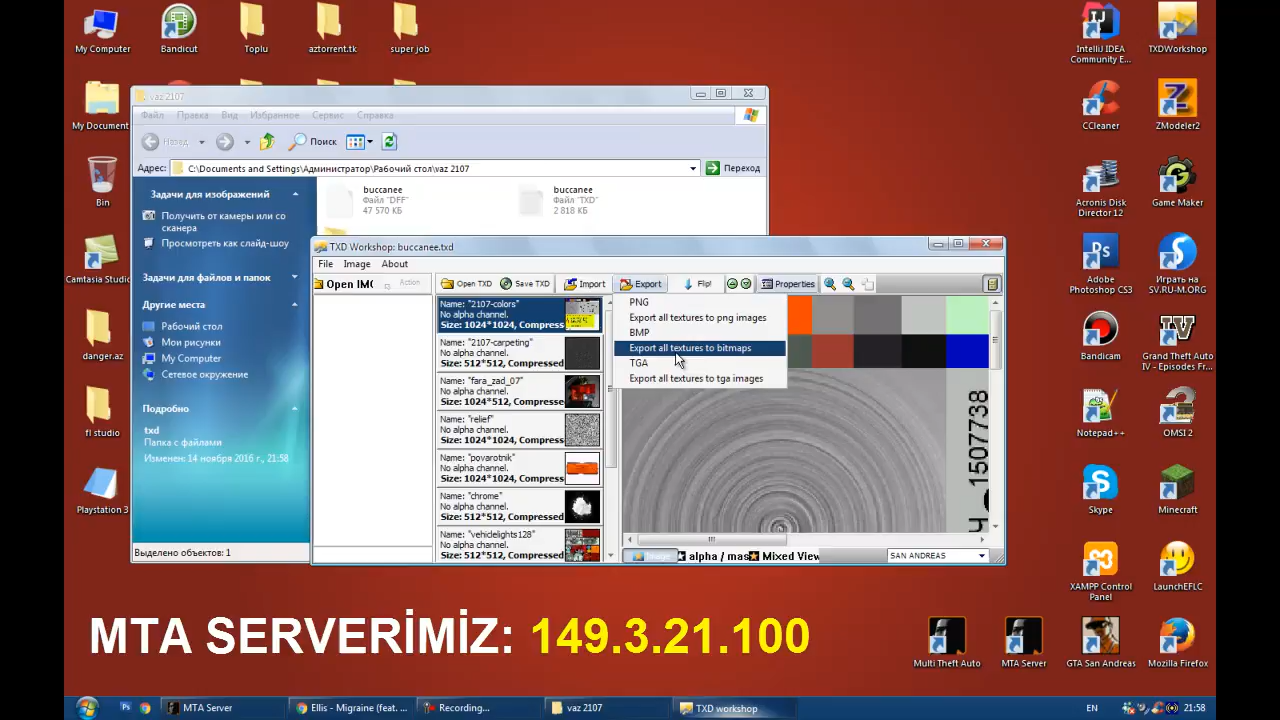 My Computer
Bandicut
Toplu
aztorrent.tk
super job
IntelliJ IDEA
Community E...
TXDWorkshop
My Document
Bin
Camtasia Studio
danger.az
fl studio
Playstation 3
CCleaner
ZModeler2
Acronis Disk
Director 12
Game Maker
Adobe
Photoshop CS3
Играть на
SV.RU-M.ORG
Bandicam
Grand Theft Auto
IV - Episodes Fr...
Notepad++
OMSI 2
Skype
Minecraft
XAMPP Control
Panel
LaunchEFLC
Multi Theft Auto
MTA Server
GTA San Andreas
Mozilla Firefox
vaz 2107
Файл Правка Вид Избранное Сервис Справка
Назад Поиск
Адрес: C:\Documents and Settings\Администратор\Рабочий стол\vaz 2107 Переход
Задачи для изображений
Получить от камеры или со
сканера
Просмотреть как слайд-шоу
Задачи для файлов и папок
Другие места
Рабочий стол
Мои рисунки
My Computer
Сетевое окружение
Подробно
txd
Папка с файлами
Изменен: 14 ноября 2016 г., 21:58
Выделено объектов: 1
buccanee
Файл "DFF"
47 570 КБ
buccanee
Файл "TXD"
2 818 КБ
TXD Workshop: buccanee.txd
File Image About
Open IMG Action Open TXD Save TXD Import Export Flip! Properties
Name: "2107-colors"
No alpha channel.
Size: 1024*1024, Compress
Name: "2107-carpeting"
No alpha channel.
Size: 512*512, Compressed
Name: "fara_zad_07"
No alpha channel.
Size: 1024*1024, Compress
Name: "relief"
No alpha channel.
Size: 1024*1024, Compress
Name: "povarotnik"
No alpha channel.
Size: 1024*1024, Compress
Name: "chrome"
No alpha channel.
Size: 512*512, Compressed
Name: "vehiclelights128"
No alpha channel.
Size: 512*512, Compressed
PNG
Export all textures to png images
BMP
Export all textures to bitmaps
TGA
Export all textures to tga images
1507738
Image alpha / mas Mixed View SAN ANDREAS
MTA SERVERİMİZ: 149.3.21.100
MTA Server
Ellis - Migraine (feat. ...
Recording...
vaz 2107
TXD workshop
EN
21:58